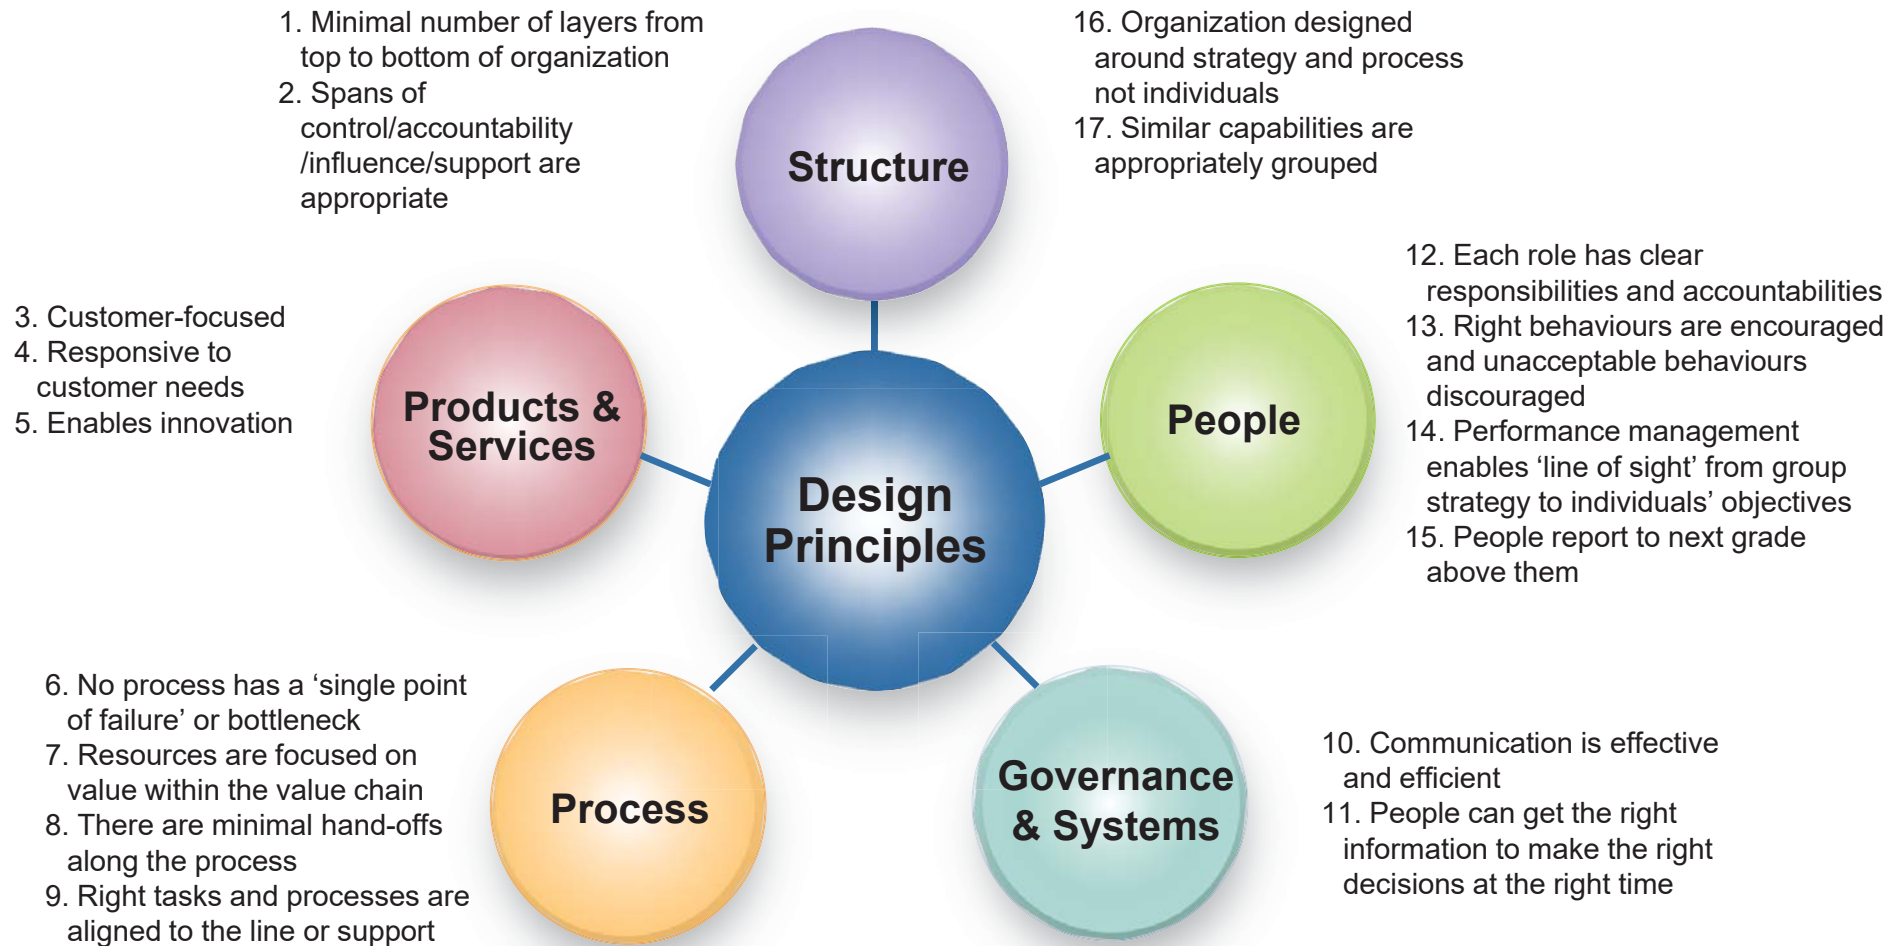 1. Minimal number of layers from
top to bottom of organization
2. Spans of
control/accountability
/influence/support are
appropriate
16. Organization designed
around strategy and process
not individuals
17. Similar capabilities are
appropriately grouped
Structure
3. Customer-focused
4. Responsive to
customer needs
5. Enables innovation
Products &
Services
Design
Principles
People
12. Each role has clear
responsibilities and accountabilities
13. Right behaviours are encouraged
and unacceptable behaviours
discouraged
14. Performance management
enables ‘line of sight’ from group
strategy to individuals’ objectives
15. People report to next grade
above them
6. No process has a ‘single point
of failure’ or bottleneck
7. Resources are focused on
value within the value chain
8. There are minimal hand-offs
along the process
9. Right tasks and processes are
aligned to the line or support
Process
Governance
& Systems
10. Communication is effective
and efficient
11. People can get the right
information to make the right
decisions at the right time